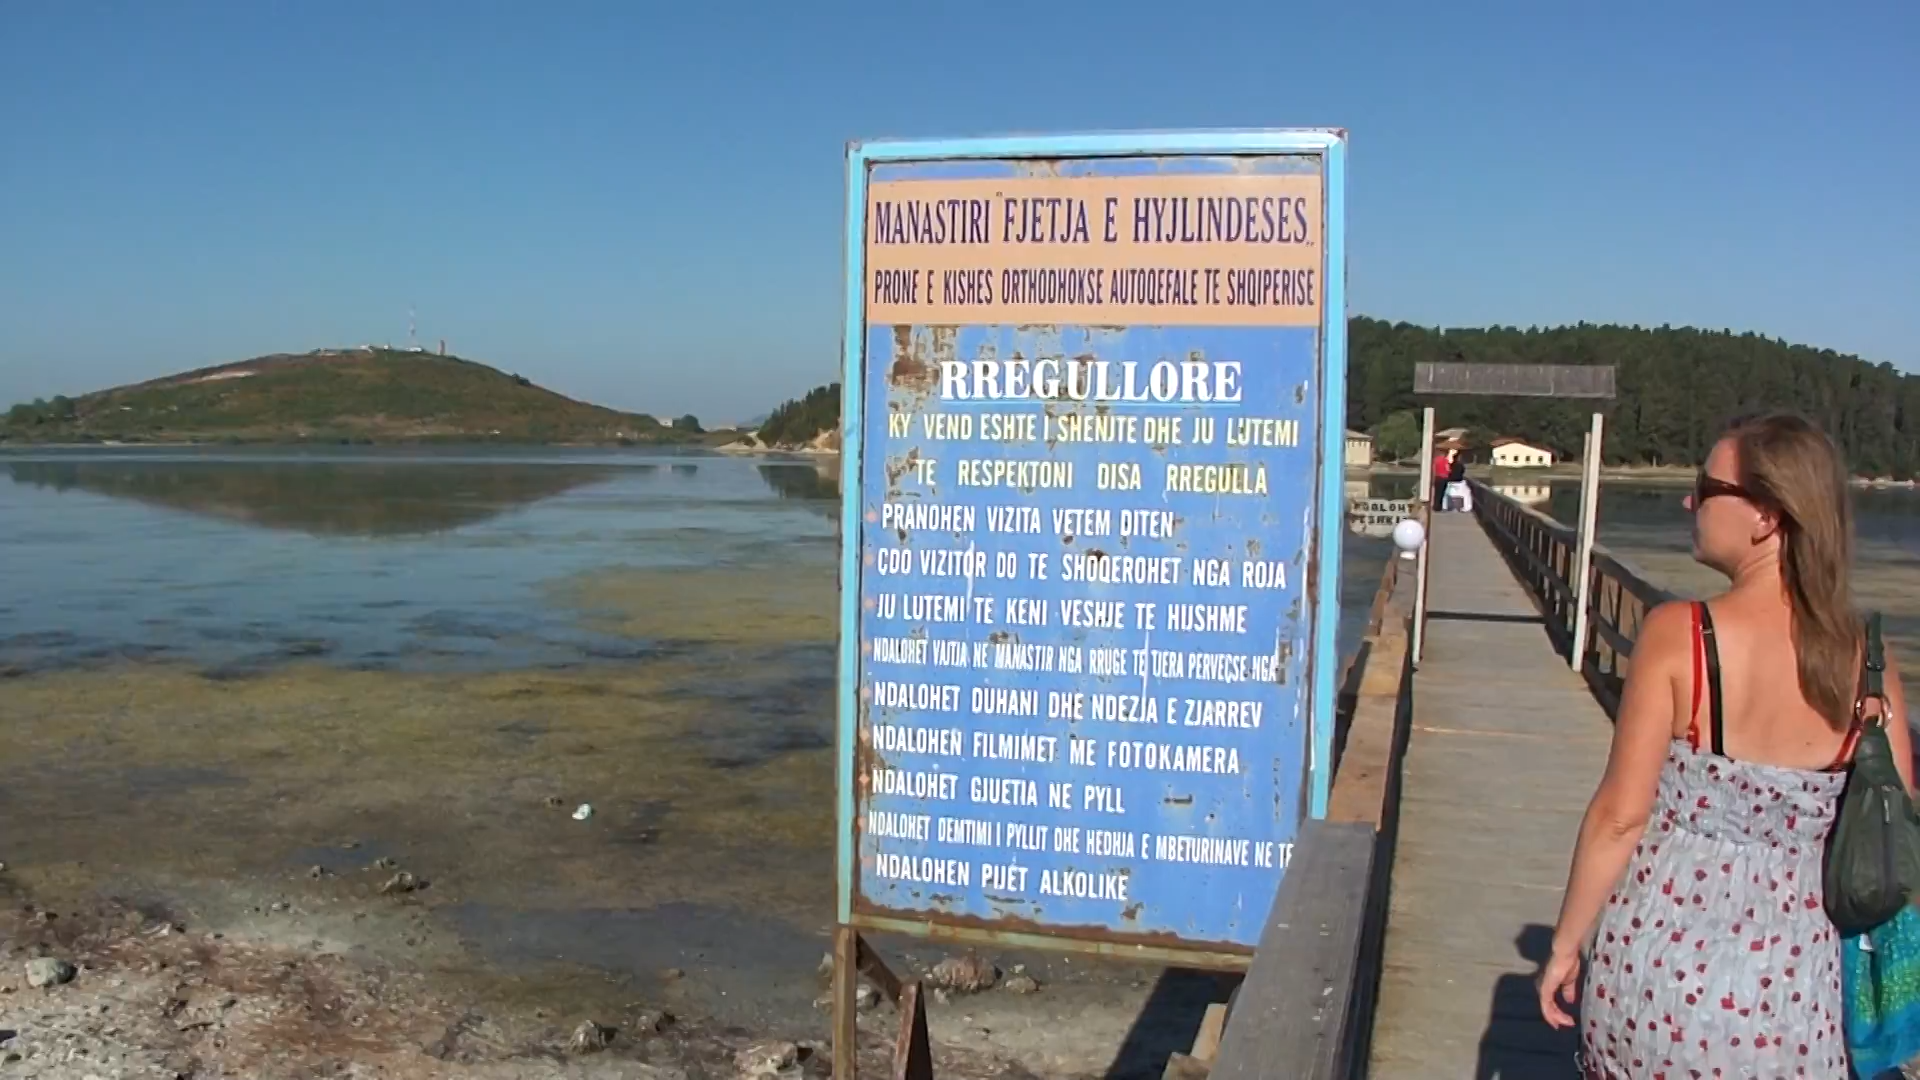 MANASTIRI "FJETJA E HYJLINDESES„
PRONE E KISHES ORTHODHOKSE AUTOQEFALE TE SHQIPERISE
RREGULLORE
KY VEND ESHTE I SHENJTE DHE JU LUTEMI
TE RESPEKTONI DISA RREGULLA
PRANOHEN VIZITA VETEM DITEN
ÇDO VIZITOR DO TE SHOQEROHET NGA ROJA
JU LUTEMI TE KENI VESHJE TE HIJSHME
NDALOHET VAJTJA NE MANASTIR NGA RRUGE TE TJERA PERVEÇSE NGA
NDALOHET DUHANI DHE NDEZJA E ZJARREV
NDALOHEN FILMIMET ME FOTOKAMERA
NDALOHET GJUETIA NE PYLL
NDALOHET DEMTIMI I PYLLIT DHE HEDHJA E MBETURINAVE NE TE
NDALOHEN PIJET ALKOLIKE